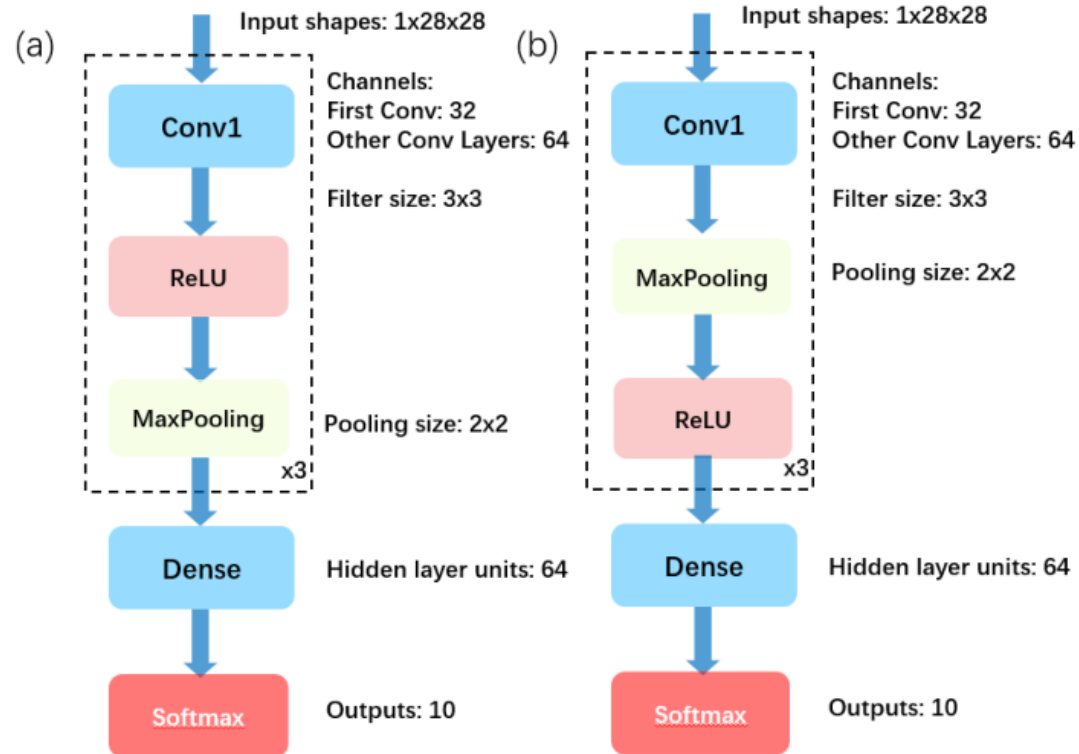 (a)
Input shapes: 1x28x28
Conv1
Channels:
First Conv: 32
Other Conv Layers: 64
Filter size: 3x3
ReLU
MaxPooling
Pooling size: 2x2
x3
Dense
Hidden layer units: 64
Softmax
Outputs: 10
(b)
Input shapes: 1x28x28
Conv1
Channels:
First Conv: 32
Other Conv Layers: 64
Filter size: 3x3
MaxPooling
Pooling size: 2x2
ReLU
x3
Dense
Hidden layer units: 64
Softmax
Outputs: 10